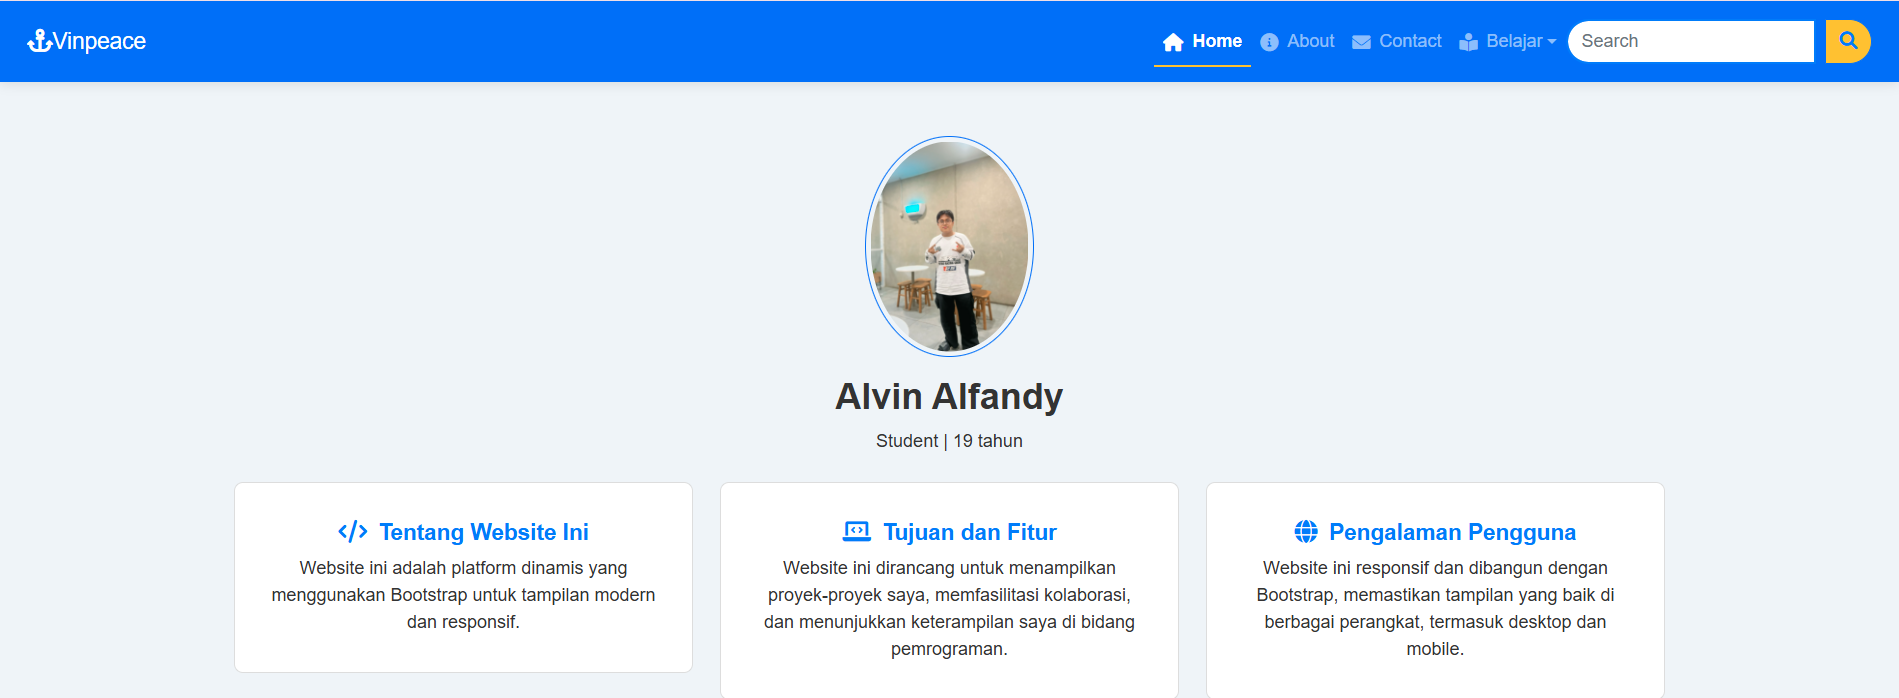 Vinpeace
Home About Contact Belajar Search
Alvin Alfandy
Student | 19 tahun
Tentang Website Ini
Website ini adalah platform dinamis yang
menggunakan Bootstrap untuk tampilan modern
dan responsif.
Tujuan dan Fitur
Website ini dirancang untuk menampilkan
proyek-proyek saya, memfasilitasi kolaborasi,
dan menunjukkan keterampilan saya di bidang
pemrograman.
Pengalaman Pengguna
Website ini responsif dan dibangun dengan
Bootstrap, memastikan tampilan yang baik di
berbagai perangkat, termasuk desktop dan
mobile.